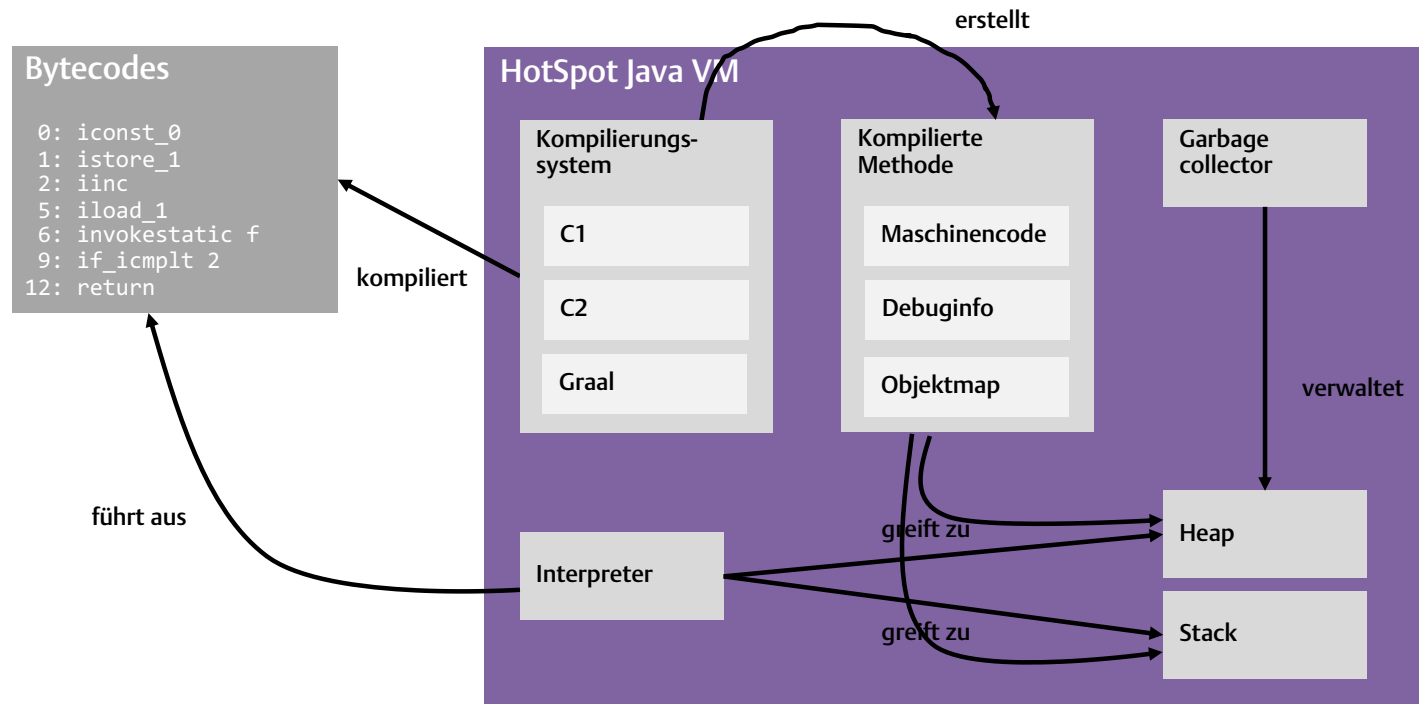 erstellt
Bytecodes
0: iconst_0
1: istore_1
2: iinc
5: iload_1
6: invokestatic f
9: if_icmplt 2
12: return
HotSpot Java VM
Kompilierungs-
system
C1
C2
Graal
Kompilierte
Methode
Maschinencode
Debuginfo
Objektmap
Garbage
collector
kompiliert
verwaltet
führt aus
Interpreter
greift zu
greift zu
Heap
Stack